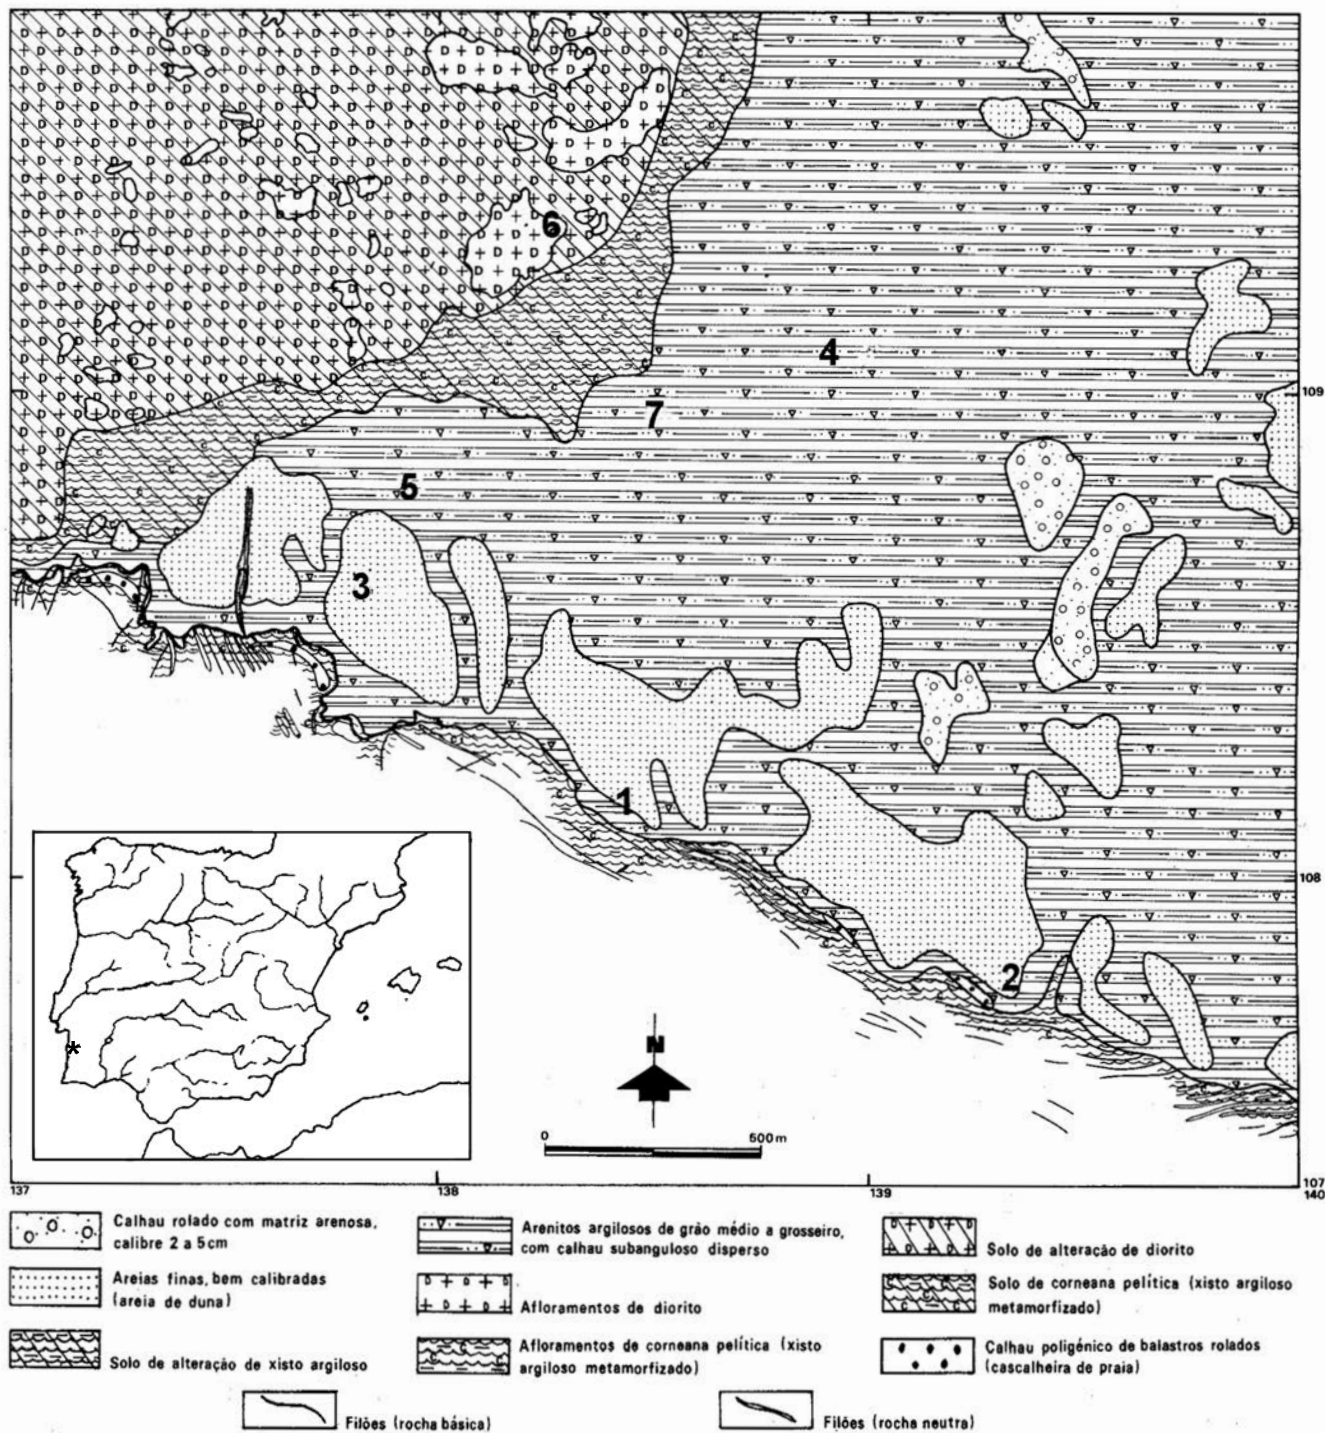 6
4
109
7
5
3
1
108
2
*
N
0 500m
137 138 139 107
140
Calhau rolado com matriz arenosa,
calibre 2 a 5cm
Arenitos argilosos de grão médio a grosseiro,
com calhau subanguloso disperso
Solo de alteração de diorito
Areias finas, bem calibradas
(areia de duna)
Afloramentos de diorito
Solo de corneana pelítica (xisto argiloso
metamorfizado)
Solo de alteração de xisto argiloso
Afloramentos de corneana pelítica (xisto
argiloso metamorfizado)
Calhau poligénico de balastros rolados
(cascalheira de praia)
Filões (rocha básica)
Filões (rocha neutra)